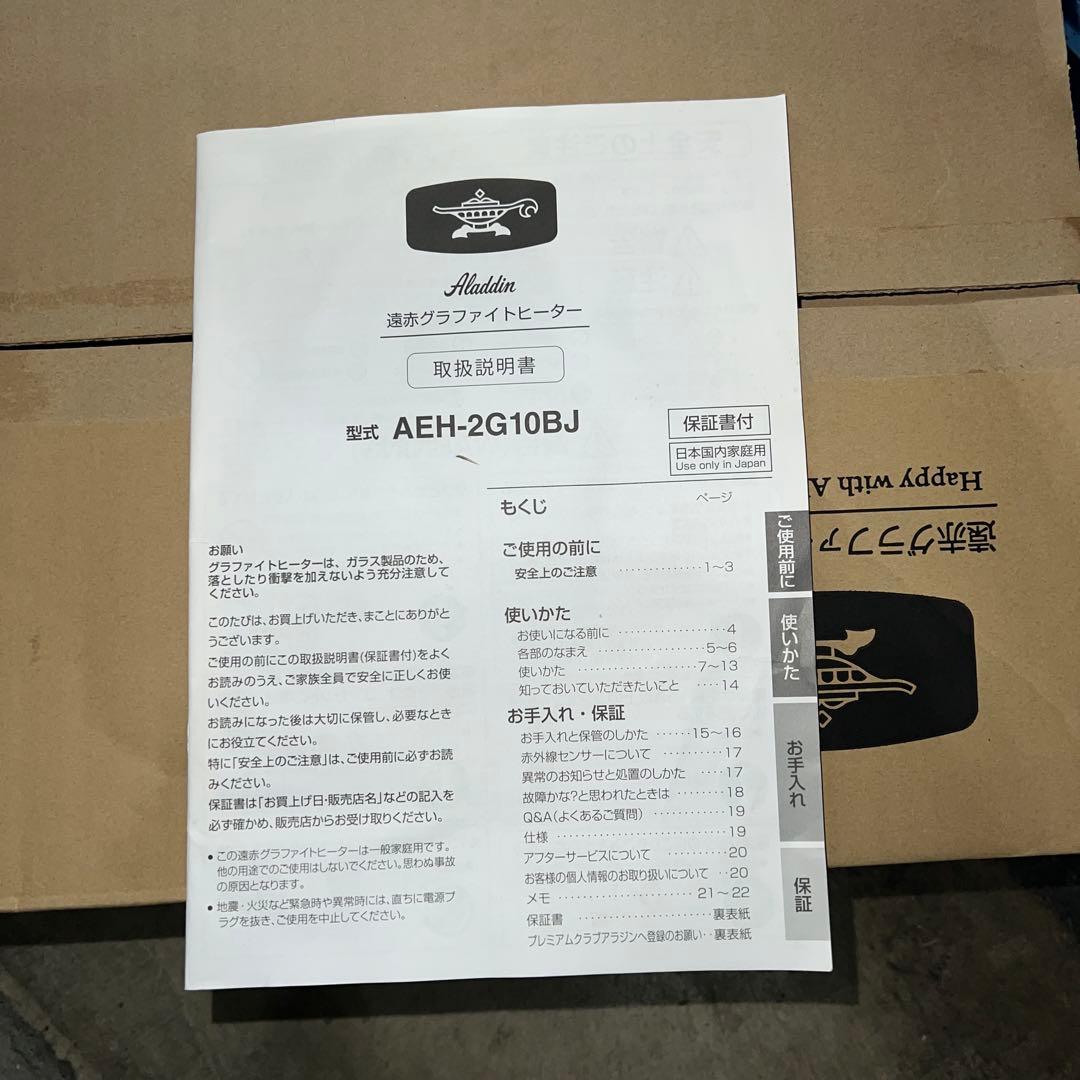 Aladdin
遠赤グラファイトヒーター
取扱説明書
型式 AEH-2G10BJ
保証書付
日本国内家庭用
Use only in Japan
お願い
グラファイトヒーターは、ガラス製品のため、
落としたり衝撃を加えないよう充分注意して
ください。
このたびは、お買上げいただき、まことにありがと
うございます。
ご使用の前にこの取扱説明書(保証書付)をよく
お読みのうえ、ご家族全員で安全に正しくお使
いください。
お読みになった後は大切に保管し、必要なとき
にお役立てください。
特に「安全上のご注意」は、ご使用前に必ずお読
みください。
保証書は「お買上げ日・販売店名」などの記入を
必ず確かめ、販売店からお受け取りください。
● この遠赤グラファイトヒーターは一般家庭用です。
他の用途でのご使用はしないでください。思わぬ事故
の原因となります。
● 地震・火災など緊急時や異常時には、直ちに電源プ
ラグを抜き、ご使用を中止してください。
もくじ ページ
ご使用の前に
安全上のご注意 ·············· 1~3
使いかた
お使いになる前に ·················· 4
各部のなまえ ··················· 5~6
使いかた ···················· 7~13
知っておいていただきたいこと ···· 14
お手入れ・保証
お手入れと保管のしかた ······ 15~16
赤外線センサーについて ··········· 17
異常のお知らせと処置のしかた ···· 17
故障かな?と思われたときは ········ 18
Q&A(よくあるご質問) ············· 19
仕様 ···························· 19
アフターサービスについて ·········· 20
お客様の個人情報のお取り扱いについて ·· 20
メモ ······················· 21~22
保証書 ······················ 裏表紙
プレミアムクラブアラジンへ登録のお願い ·· 裏表紙
ご使用前に
使いかた
お手入れ
保証
Happy with A
遠赤グラファ